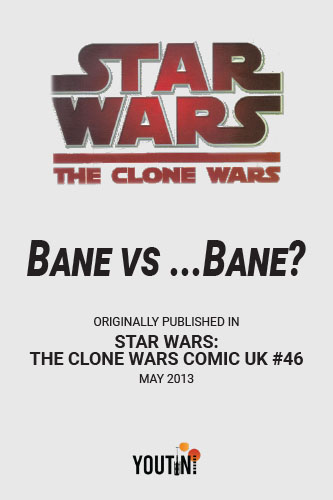 STAR
WARS
THE CLONE WARS
BANE VS ...BANE?
ORIGINALLY PUBLISHED IN
STAR WARS:
THE CLONE WARS COMIC UK #46
MAY 2013
YOUTINI